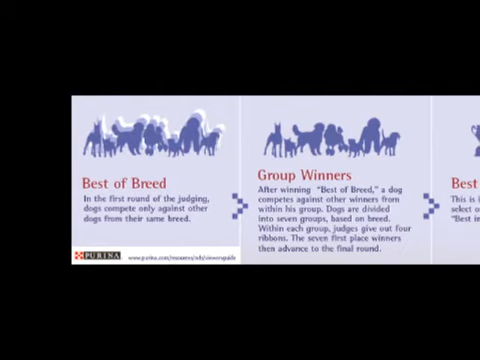 Best of Breed
In the first round of the judging,
dogs compete only against other
dogs from their same breed.
PURINA
Group Winners
After winning "Best of Breed," a dog
competes against other winners from
within his group. Dogs are divided
into seven groups, based on breed.
Within each group, judges give out four
ribbons. The seven first place winners
then advance to the final round.
Best
This is
select o
"Best in